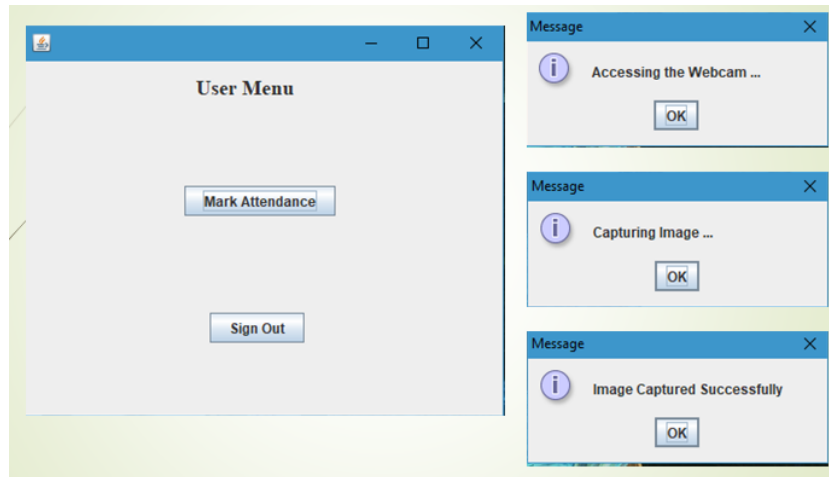 User Menu
Mark Attendance
Sign Out
Message
Accessing the Webcam ...
OK
Message
Capturing Image ...
OK
Message
Image Captured Successfully
OK